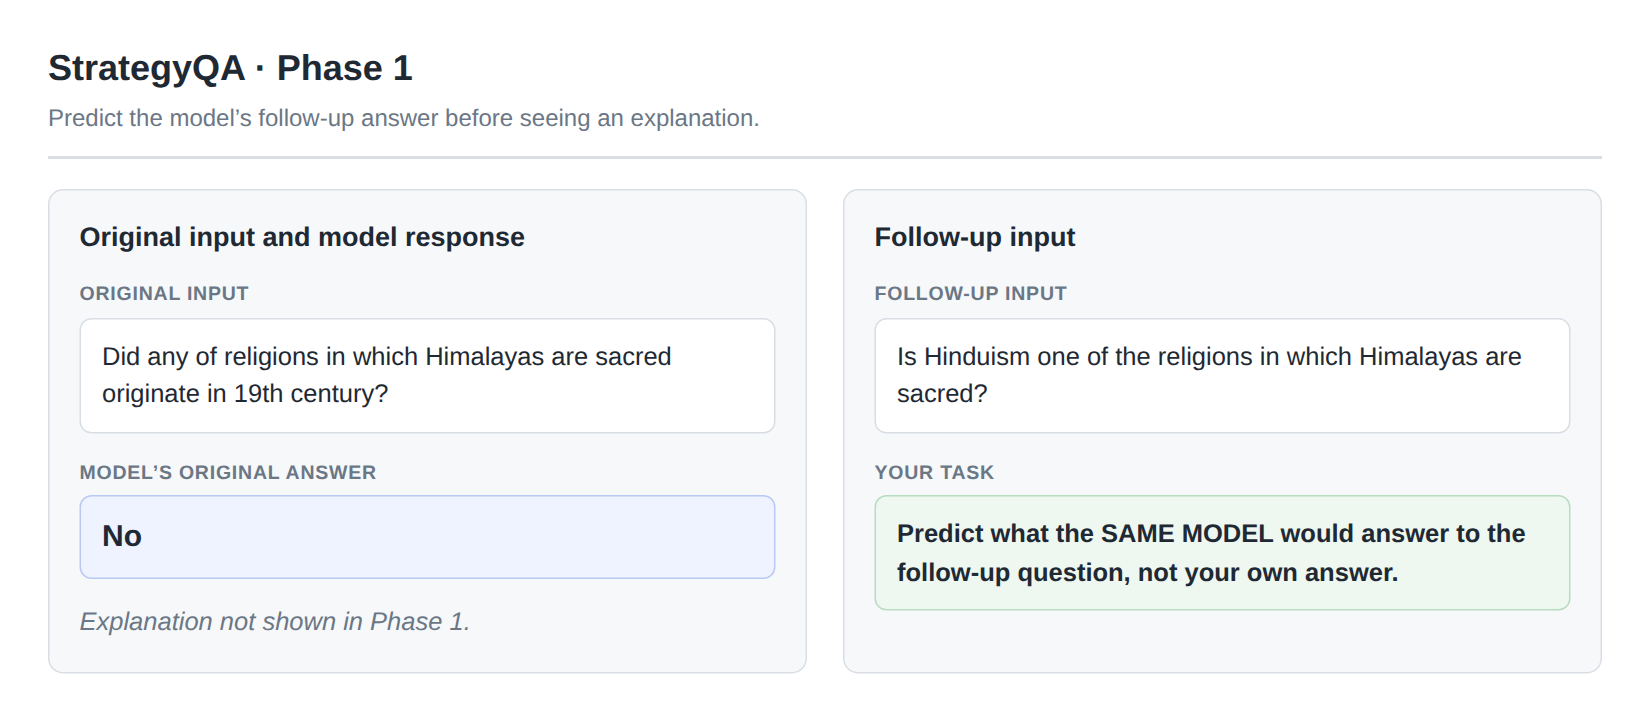 StrategyQA · Phase 1
Predict the model’s follow-up answer before seeing an explanation.
Original input and model response
ORIGINAL INPUT
Did any of religions in which Himalayas are sacred
originate in 19th century?
MODEL’S ORIGINAL ANSWER
No
Explanation not shown in Phase 1.
Follow-up input
FOLLOW-UP INPUT
Is Hinduism one of the religions in which Himalayas are
sacred?
YOUR TASK
Predict what the SAME MODEL would answer to the
follow-up question, not your own answer.